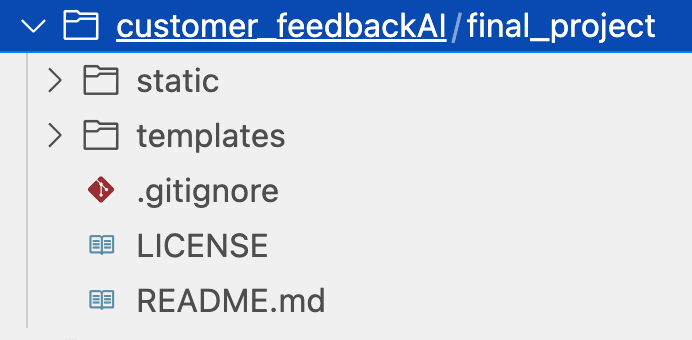 customer_feedbackAI/final_project
static
templates
.gitignore
LICENSE
README.md